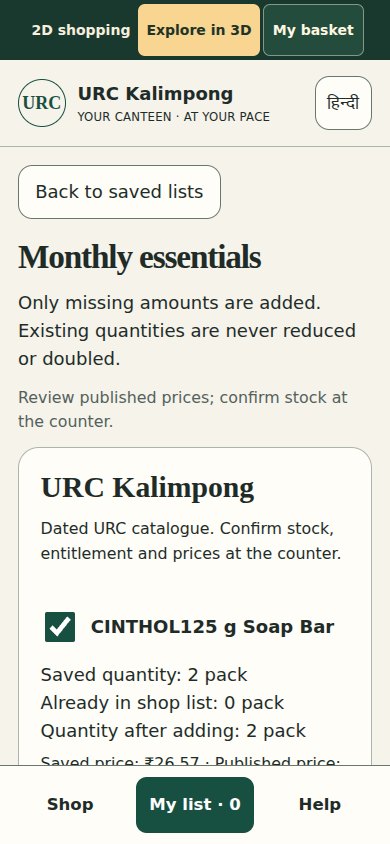 2D shopping
Explore in 3D
My basket
URC
URC Kalimpong
YOUR CANTEEN · AT YOUR PACE
हिन्दी
Back to saved lists
Monthly essentials
Only missing amounts are added.
Existing quantities are never reduced
or doubled.
Review published prices; confirm stock at
the counter.
URC Kalimpong
Dated URC catalogue. Confirm stock,
entitlement and prices at the counter.
CINTHOL125 g Soap Bar
Saved quantity: 2 pack
Already in shop list: 0 pack
Quantity after adding: 2 pack
Saved price: ₹26.57 · Published price:
Shop
My list · 0
Help